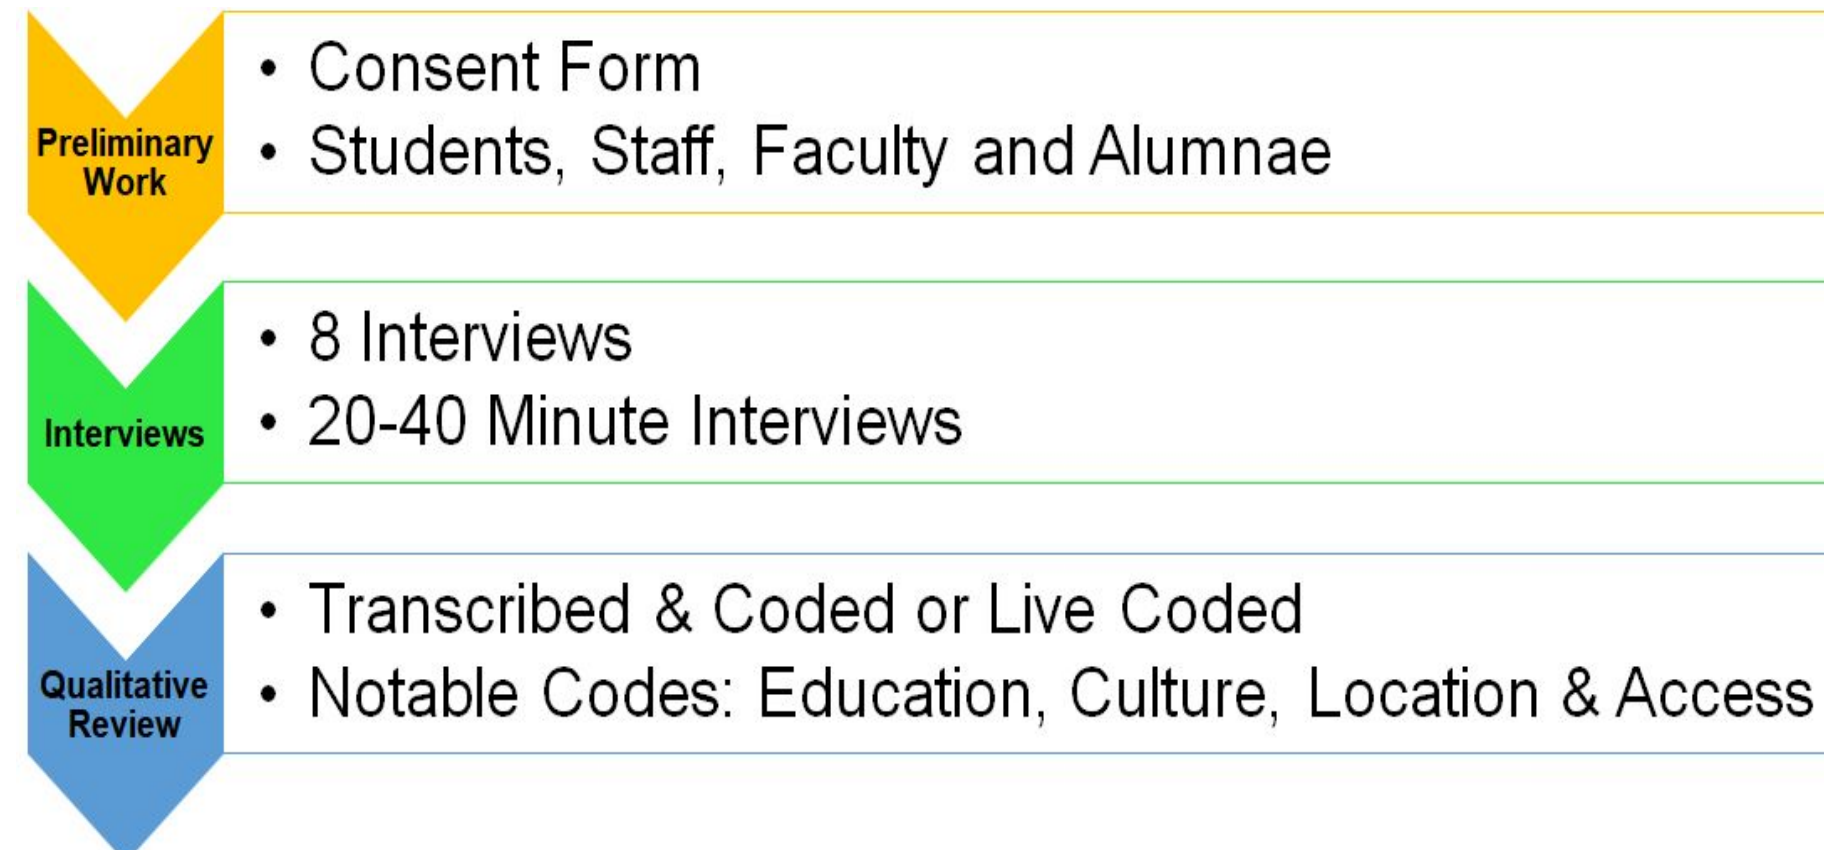 Preliminary
Work
• Consent Form
• Students, Staff, Faculty and Alumnae
Interviews
• 8 Interviews
• 20-40 Minute Interviews
Qualitative
Review
• Transcribed & Coded or Live Coded
• Notable Codes: Education, Culture, Location & Access